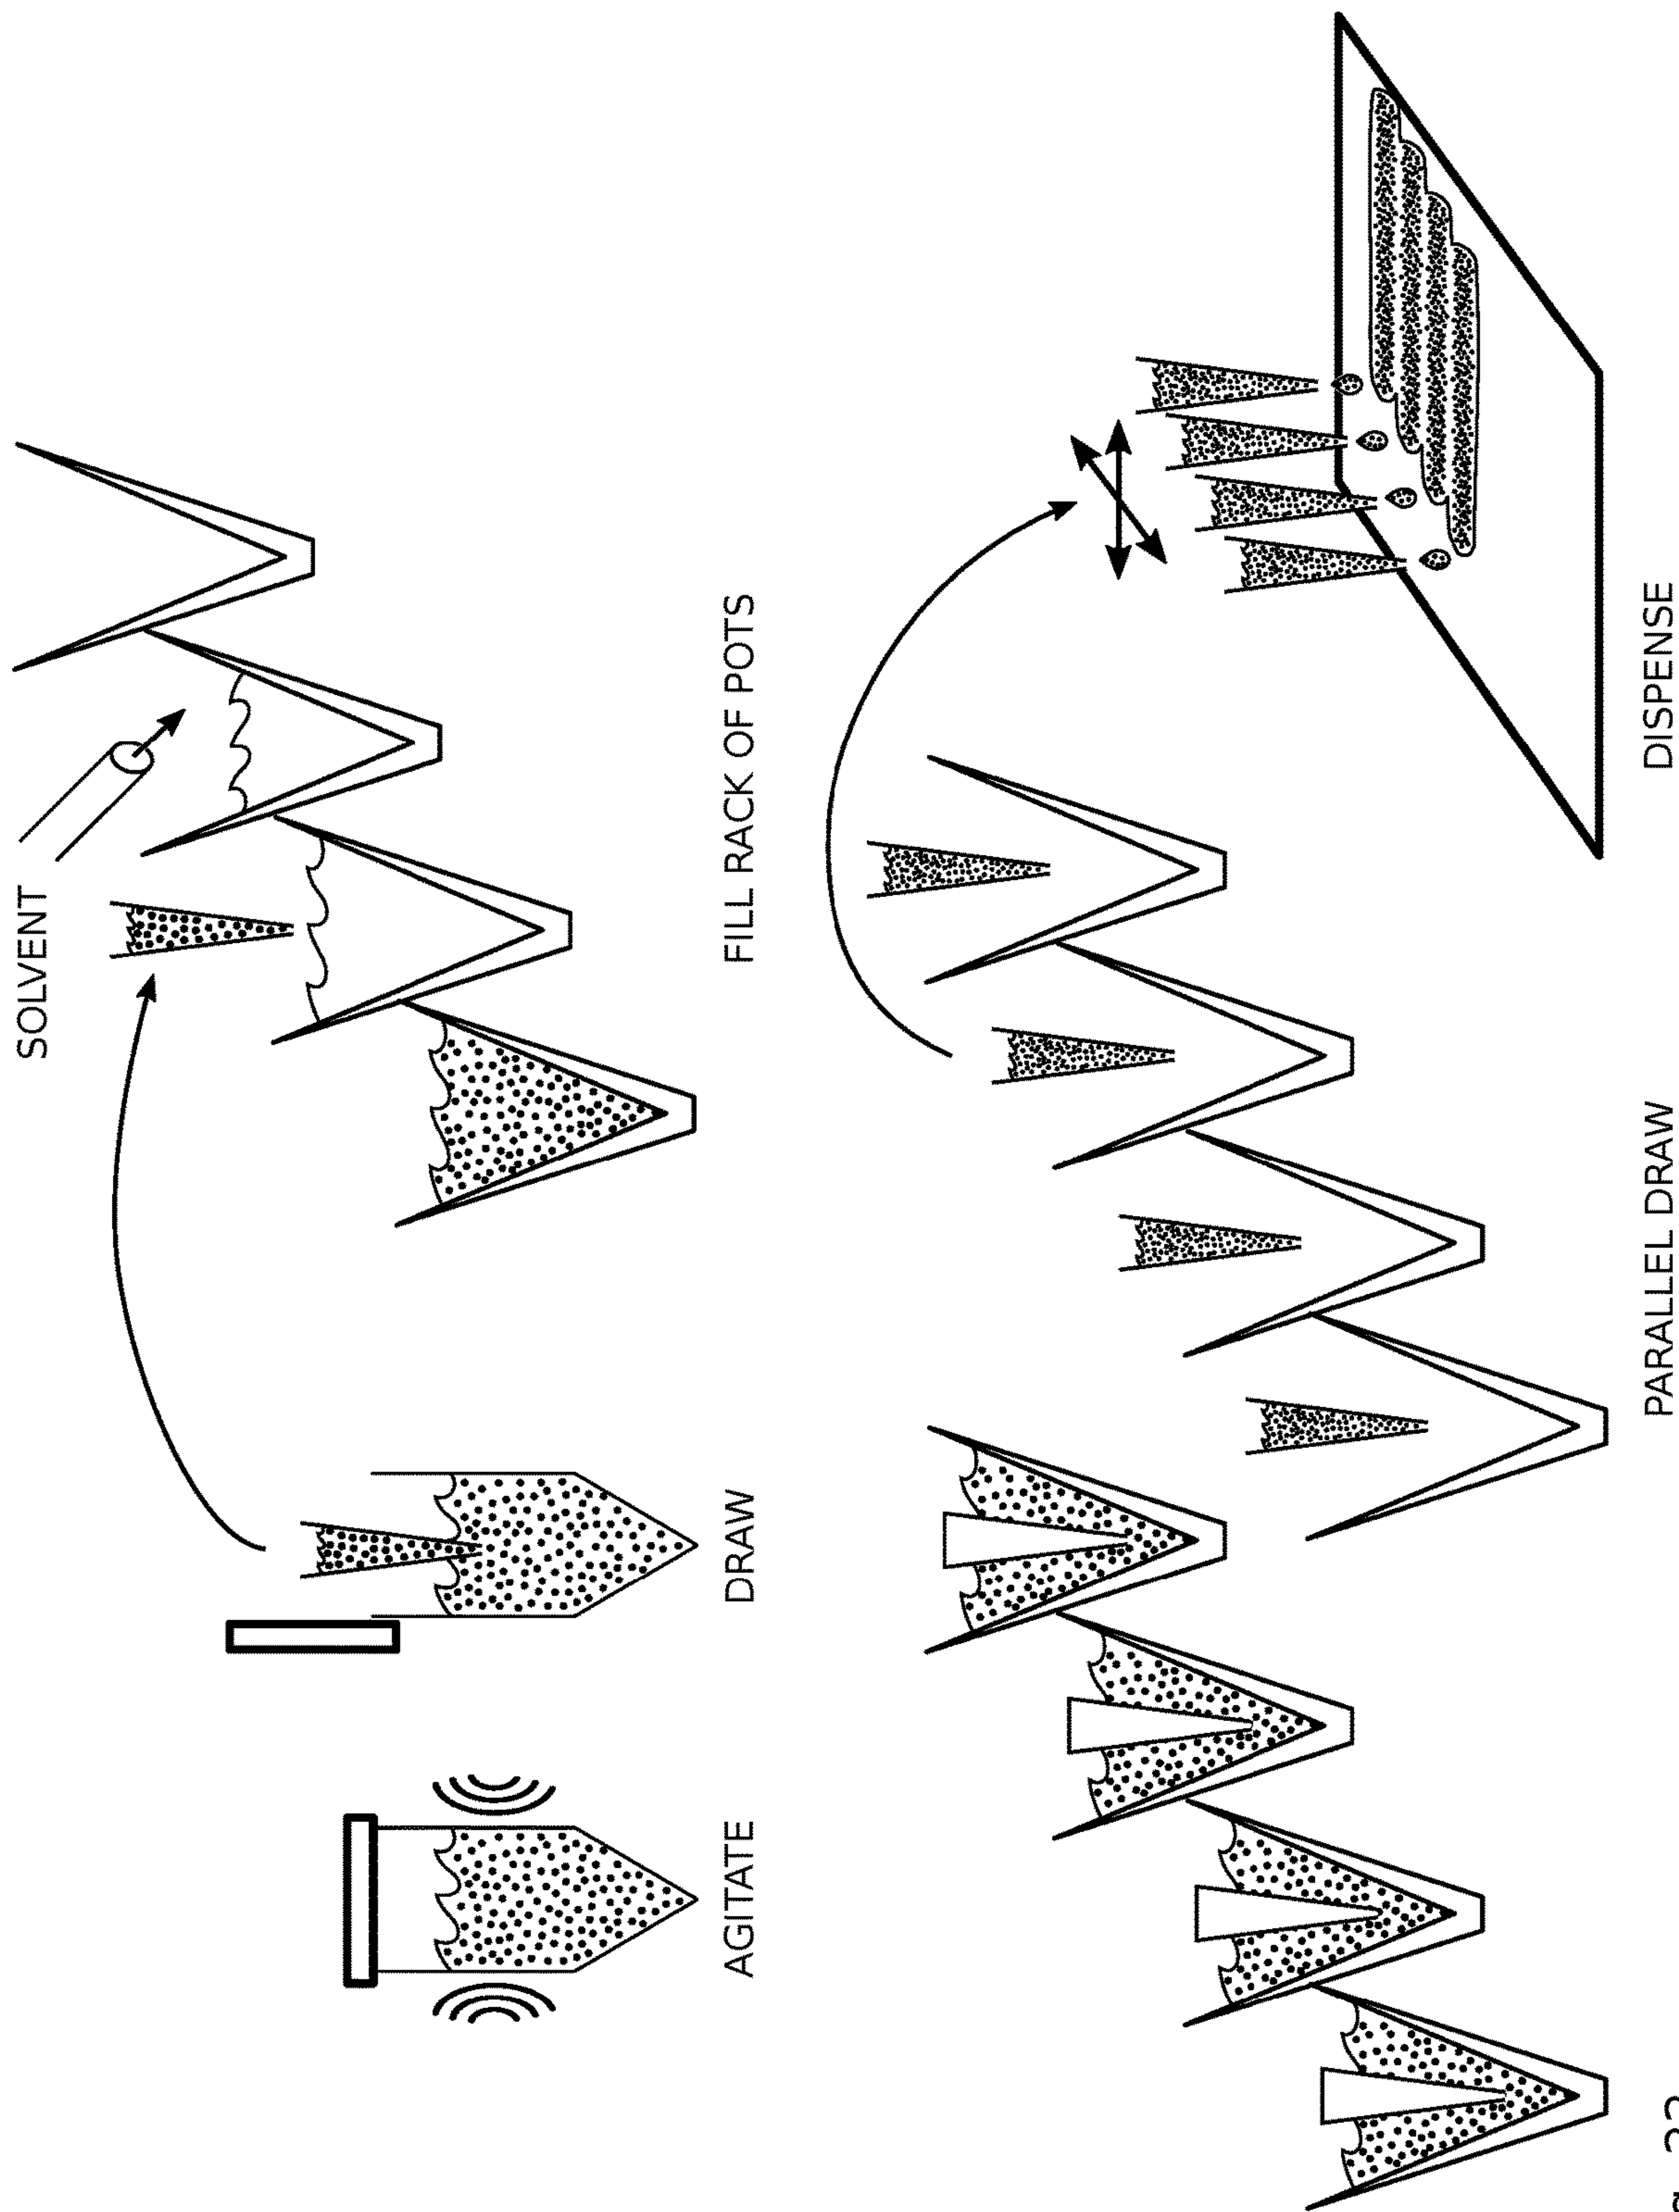 SOLVENT
AGITATE
DRAW
FILL RACK OF POTS
PARALLEL DRAW
DISPENSE